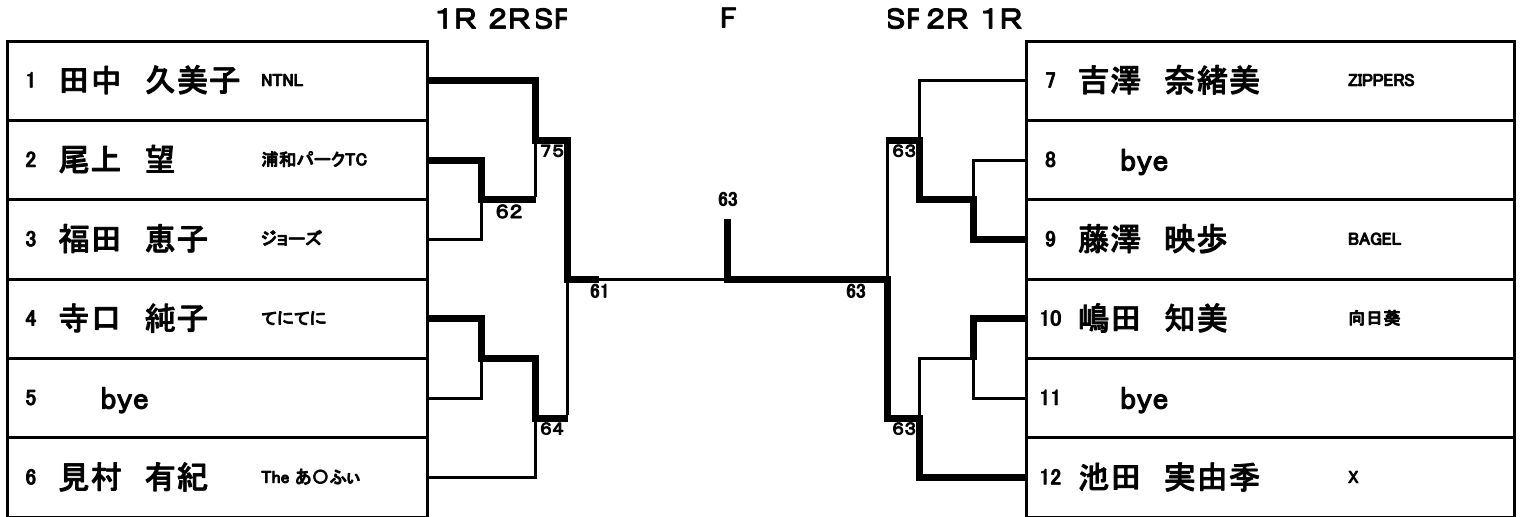 1R 2R SF F SF 2R 1R
1 田中 久美子 NTNL
2 尾上 望 浦和パークTC
3 福田 恵子 ジョーズ
4 寺口 純子 てにてに
5 bye
6 見村 有紀 The あ〇ふぃ
75
62
61
64
63
63
63
63
7 吉澤 奈緒美 ZIPPERS
8 bye
9 藤澤 映歩 BAGEL
10 嶋田 知美 向日葵
11 bye
12 池田 実由季 X